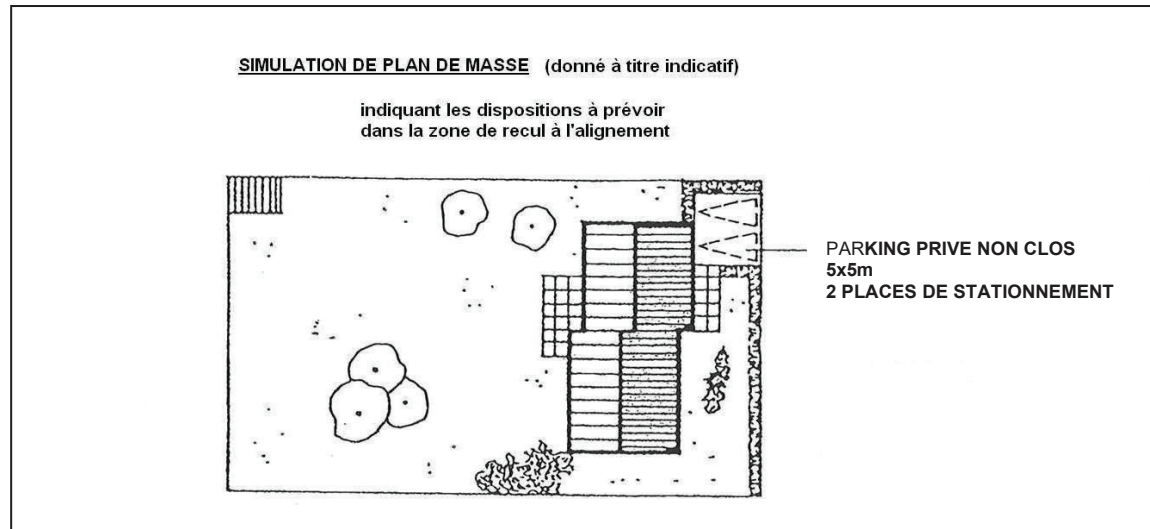 SIMULATION DE PLAN DE MASSE (donné à titre indicatif)
indiquant les dispositions à prévoir
dans la zone de recul à l'alignement
PARKING PRIVE NON CLOS
5x5m
2 PLACES DE STATIONNEMENT